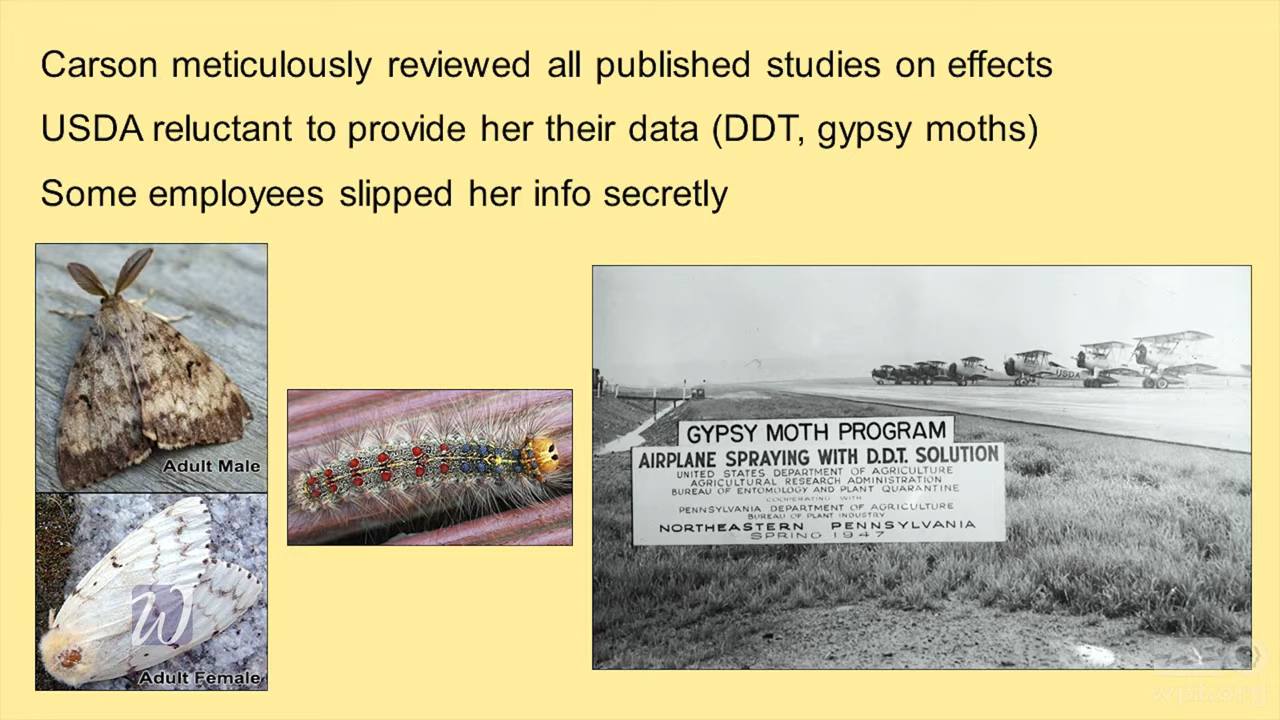 Carson meticulously reviewed all published studies on effects
USDA reluctant to provide her their data (DDT, gypsy moths)
Some employees slipped her info secretly
Adult Male
Adult Female
W
USDA
GYPSY MOTH PROGRAM
AIRPLANE SPRAYING WITH D.D.T. SOLUTION
UNITED STATES DEPARTMENT OF AGRICULTURE
AGRICULTURAL RESEARCH ADMINISTRATION
BUREAU OF ENTOMOLOGY AND PLANT QUARANTINE
COOPERATING WITH
PENNSYLVANIA DEPARTMENT OF AGRICULTURE
BUREAU OF PLANT INDUSTRY
NORTHEASTERN PENNSYLVANIA
SPRING 1947